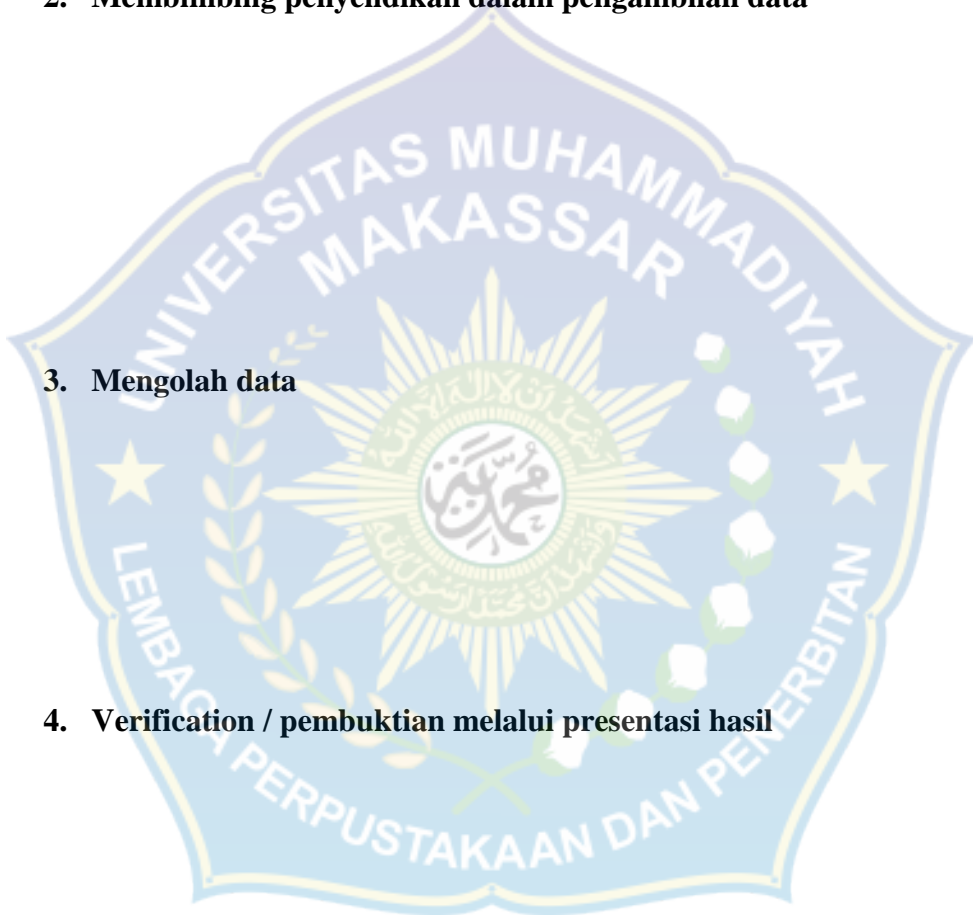 2. Membimbing penyelidikan dalam pengambilan data
UNIVERSITAS MUHAMMADIYAH
MAKASSAR
3. Mengolah data
4. Verification / pembuktian melalui presentasi hasil
LEMBAGA PERPUSTAKAAN DAN PENERBITAN